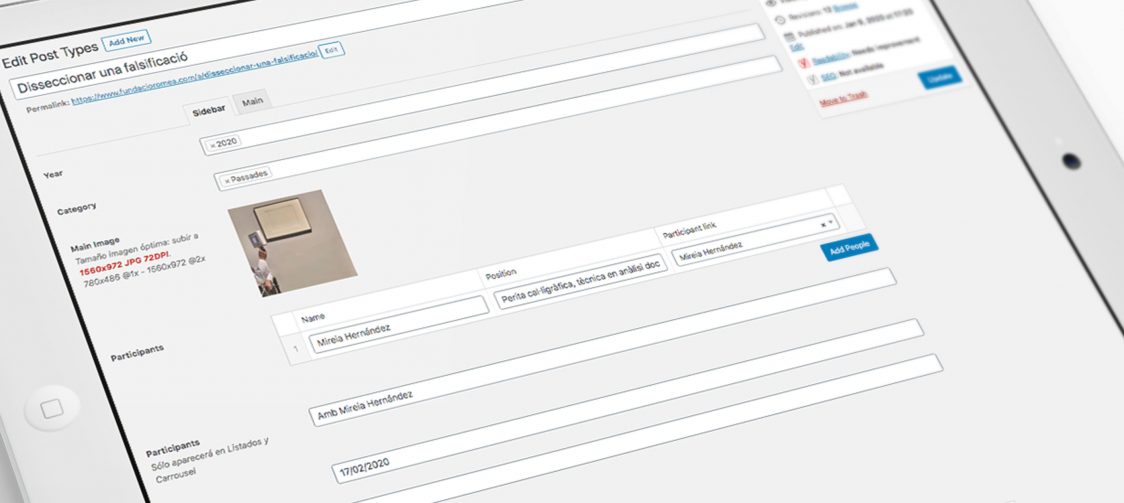 Edit Post Types Add New
Disseccionar una falsificació
Permalink: https://www.fundacioromea.com/a/disseccionar-una-falsificacio/ Edit
Revisions: 12 Browse
Published on: Jan 9, 2020 at 17:23
Edit
Readability: Needs improvement
SEO: Not available
Move to Trash Update
Sidebar Main
Year × 2020
Category × Passades
Main Image
Tamaño Imagen óptima: subir a
1560x972 JPG 72DPI.
780x485 @1x - 1560x972 @2x
Participants
Name Position Participant link
1 Mireia Hernández Perita cal·ligràfica, tècnica en anàlisi doc Mireia Hernández ×
Add People
Participants
Sólo aparecerá en Listados y
Carrousel
Amb Mireia Hernández
17/02/2020